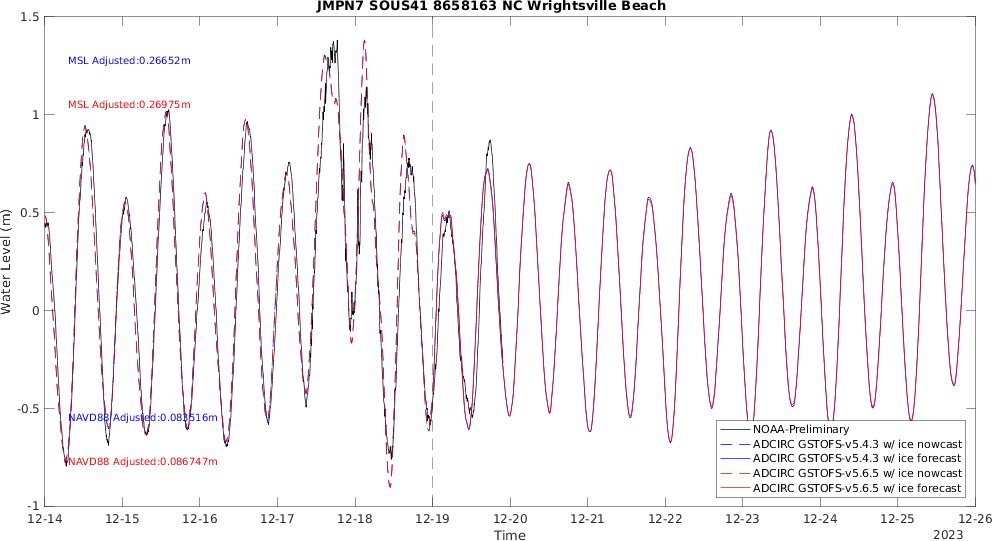 JMPN7 SOUS41 8658163 NC Wrightsville Beach
1.5
1
0.5
0
-0.5
-1
Water Level (m)
MSL Adjusted:0.26652m
MSL Adjusted:0.26975m
NAVD88 Adjusted:0.083516m
NAVD88 Adjusted:0.086747m
NOAA-Preliminary
ADCIRC GSTOFS-v5.4.3 w/ ice nowcast
ADCIRC GSTOFS-v5.4.3 w/ ice forecast
ADCIRC GSTOFS-v5.6.5 w/ ice nowcast
ADCIRC GSTOFS-v5.6.5 w/ ice forecast
12-14 12-15 12-16 12-17 12-18 12-19 12-20 12-21 12-22 12-23 12-24 12-25 12-26
Time
2023